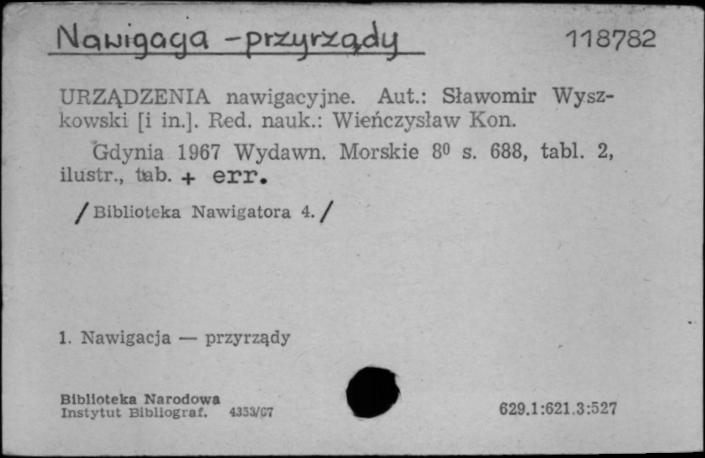 Nawigacja - przyrządy 118782
URZĄDZENIA nawigacyjne. Aut.: Sławomir Wysz-
kowski [i in.]. Red. nauk.: Wieńczysław Kon.
Gdynia 1967 Wydawn. Morskie 8⁰ s. 688, tabl. 2,
ilustr., tab. + err.
/Biblioteka Nawigatora 4./
1. Nawigacja — przyrządy
Biblioteka Narodowa
Instytut Bibliograf. 4353/67 629.1:621.3:527